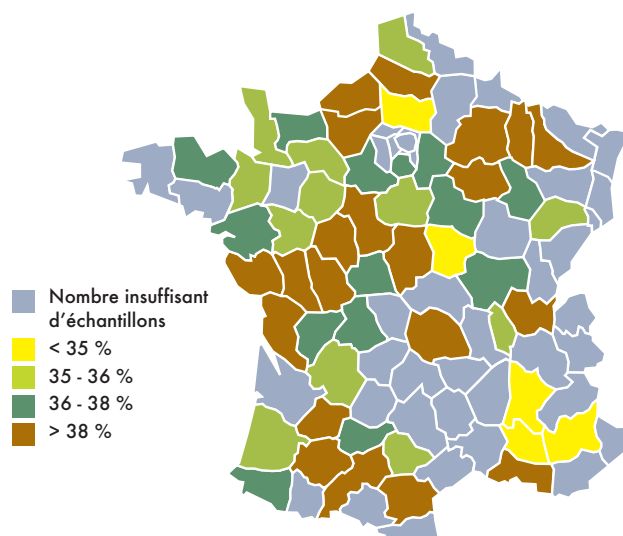 Nombre insuffisant
d’échantillons
< 35 %
35 - 36 %
36 - 38 %
> 38 %